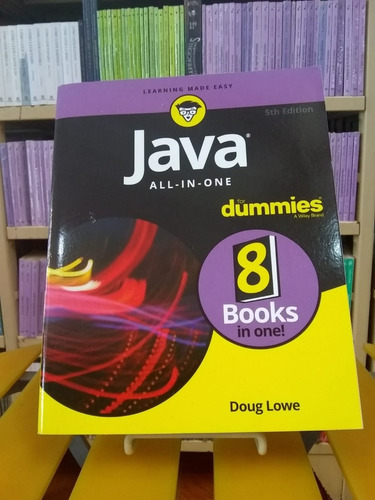 LEARNING MADE EASY
5th Edition
Java®
ALL-IN-ONE
for
dummies®
A Wiley Brand
8
Books
in one!
Doug Lowe